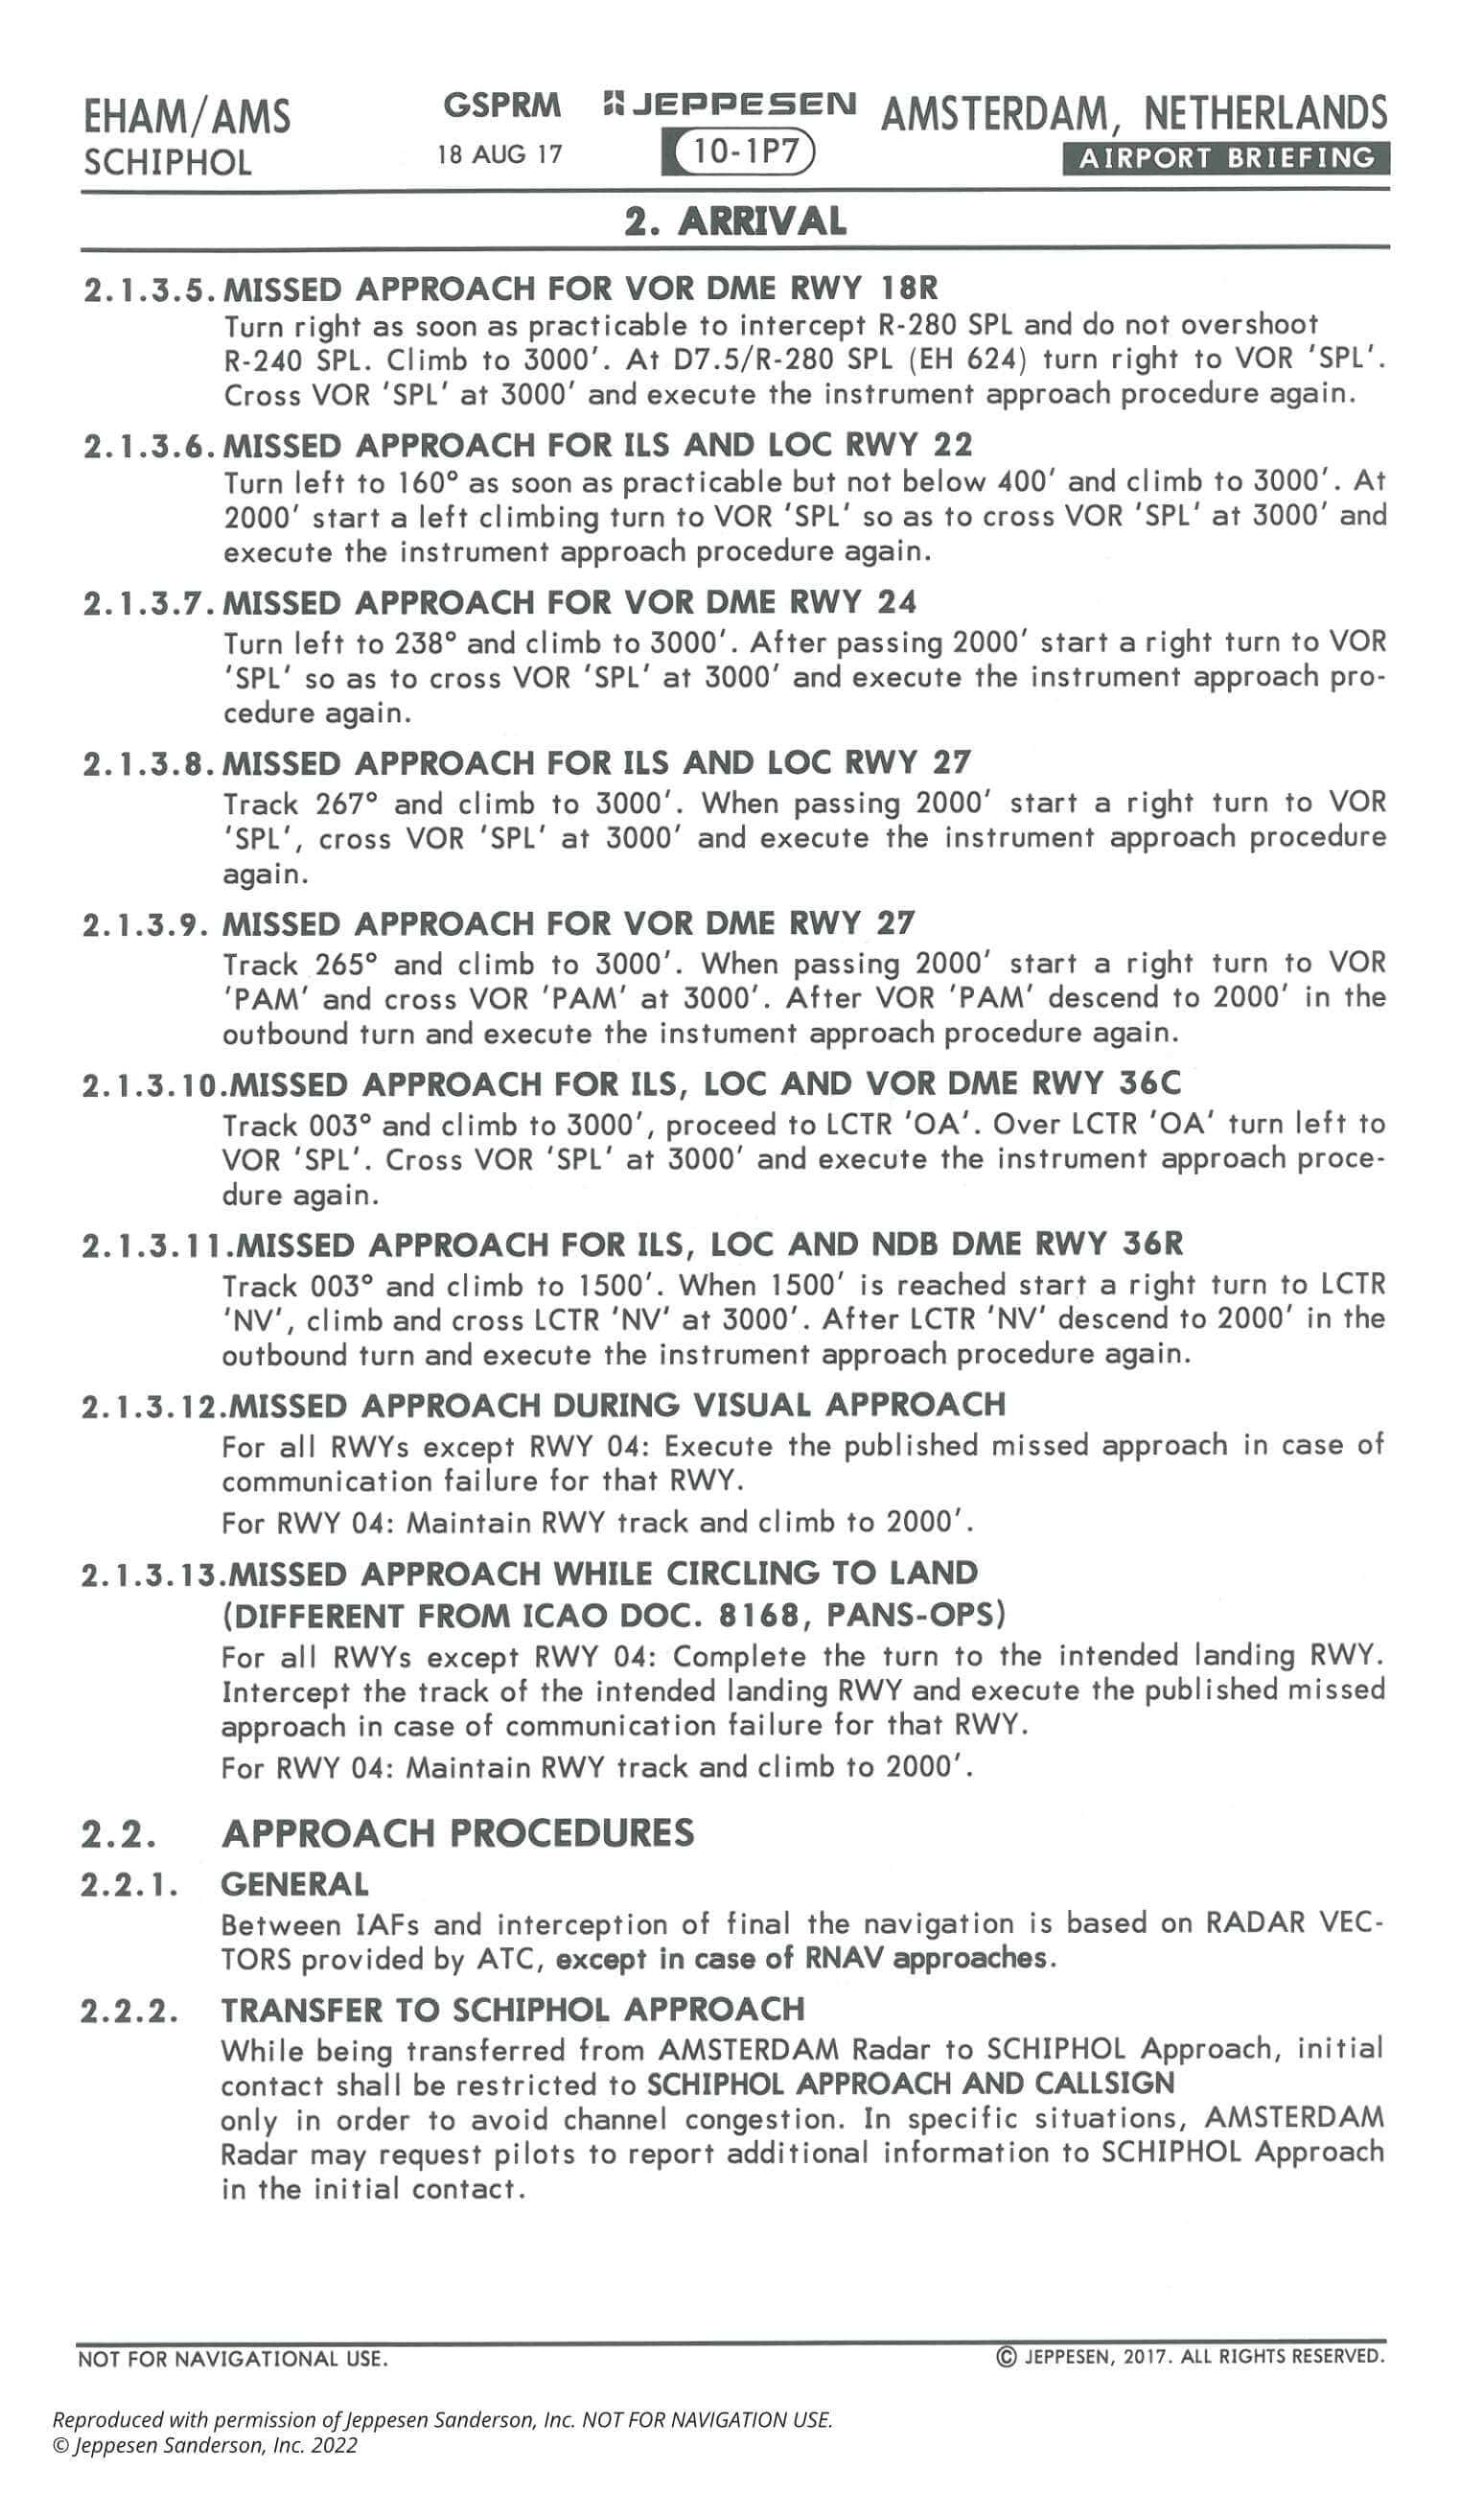 EHAM/AMS
SCHIPHOL
GSPRM
18 AUG 17
JEPPESEN
10-1P7
AMSTERDAM, NETHERLANDS
AIRPORT BRIEFING
2. ARRIVAL
2.1.3.5. MISSED APPROACH FOR VOR DME RWY 18R
Turn right as soon as practicable to intercept R-280 SPL and do not overshoot
R-240 SPL. Climb to 3000'. At D7.5/R-280 SPL (EH 624) turn right to VOR 'SPL'.
Cross VOR 'SPL' at 3000' and execute the instrument approach procedure again.
2.1.3.6. MISSED APPROACH FOR ILS AND LOC RWY 22
Turn left to 160° as soon as practicable but not below 400' and climb to 3000'. At
2000' start a left climbing turn to VOR 'SPL' so as to cross VOR 'SPL' at 3000' and
execute the instrument approach procedure again.
2.1.3.7. MISSED APPROACH FOR VOR DME RWY 24
Turn left to 238° and climb to 3000'. After passing 2000' start a right turn to VOR
'SPL' so as to cross VOR 'SPL' at 3000' and execute the instrument approach pro-
cedure again.
2.1.3.8. MISSED APPROACH FOR ILS AND LOC RWY 27
Track 267° and climb to 3000'. When passing 2000' start a right turn to VOR
'SPL', cross VOR 'SPL' at 3000' and execute the instrument approach procedure
again.
2.1.3.9. MISSED APPROACH FOR VOR DME RWY 27
Track 265° and climb to 3000'. When passing 2000' start a right turn to VOR
'PAM' and cross VOR 'PAM' at 3000'. After VOR 'PAM' descend to 2000' in the
outbound turn and execute the instument approach procedure again.
2.1.3.10.MISSED APPROACH FOR ILS, LOC AND VOR DME RWY 36C
Track 003° and climb to 3000', proceed to LCTR 'OA'. Over LCTR 'OA' turn left to
VOR 'SPL'. Cross VOR 'SPL' at 3000' and execute the instrument approach proce-
dure again.
2.1.3.11.MISSED APPROACH FOR ILS, LOC AND NDB DME RWY 36R
Track 003° and climb to 1500'. When 1500' is reached start a right turn to LCTR
'NV', climb and cross LCTR 'NV' at 3000'. After LCTR 'NV' descend to 2000' in the
outbound turn and execute the instrument approach procedure again.
2.1.3.12.MISSED APPROACH DURING VISUAL APPROACH
For all RWYs except RWY 04: Execute the published missed approach in case of
communication failure for that RWY.
For RWY 04: Maintain RWY track and climb to 2000'.
2.1.3.13.MISSED APPROACH WHILE CIRCLING TO LAND
(DIFFERENT FROM ICAO DOC. 8168, PANS-OPS)
For all RWYs except RWY 04: Complete the turn to the intended landing RWY.
Intercept the track of the intended landing RWY and execute the published missed
approach in case of communication failure for that RWY.
For RWY 04: Maintain RWY track and climb to 2000'.
2.2. APPROACH PROCEDURES
2.2.1. GENERAL
Between IAFs and interception of final the navigation is based on RADAR VEC-
TORS provided by ATC, except in case of RNAV approaches.
2.2.2. TRANSFER TO SCHIPHOL APPROACH
While being transferred from AMSTERDAM Radar to SCHIPHOL Approach, initial
contact shall be restricted to SCHIPHOL APPROACH AND CALLSIGN
only in order to avoid channel congestion. In specific situations, AMSTERDAM
Radar may request pilots to report additional information to SCHIPHOL Approach
in the initial contact.
NOT FOR NAVIGATIONAL USE.
© JEPPESEN, 2017. ALL RIGHTS RESERVED.
Reproduced with permission of Jeppesen Sanderson, Inc. NOT FOR NAVIGATION USE.
© Jeppesen Sanderson, Inc. 2022